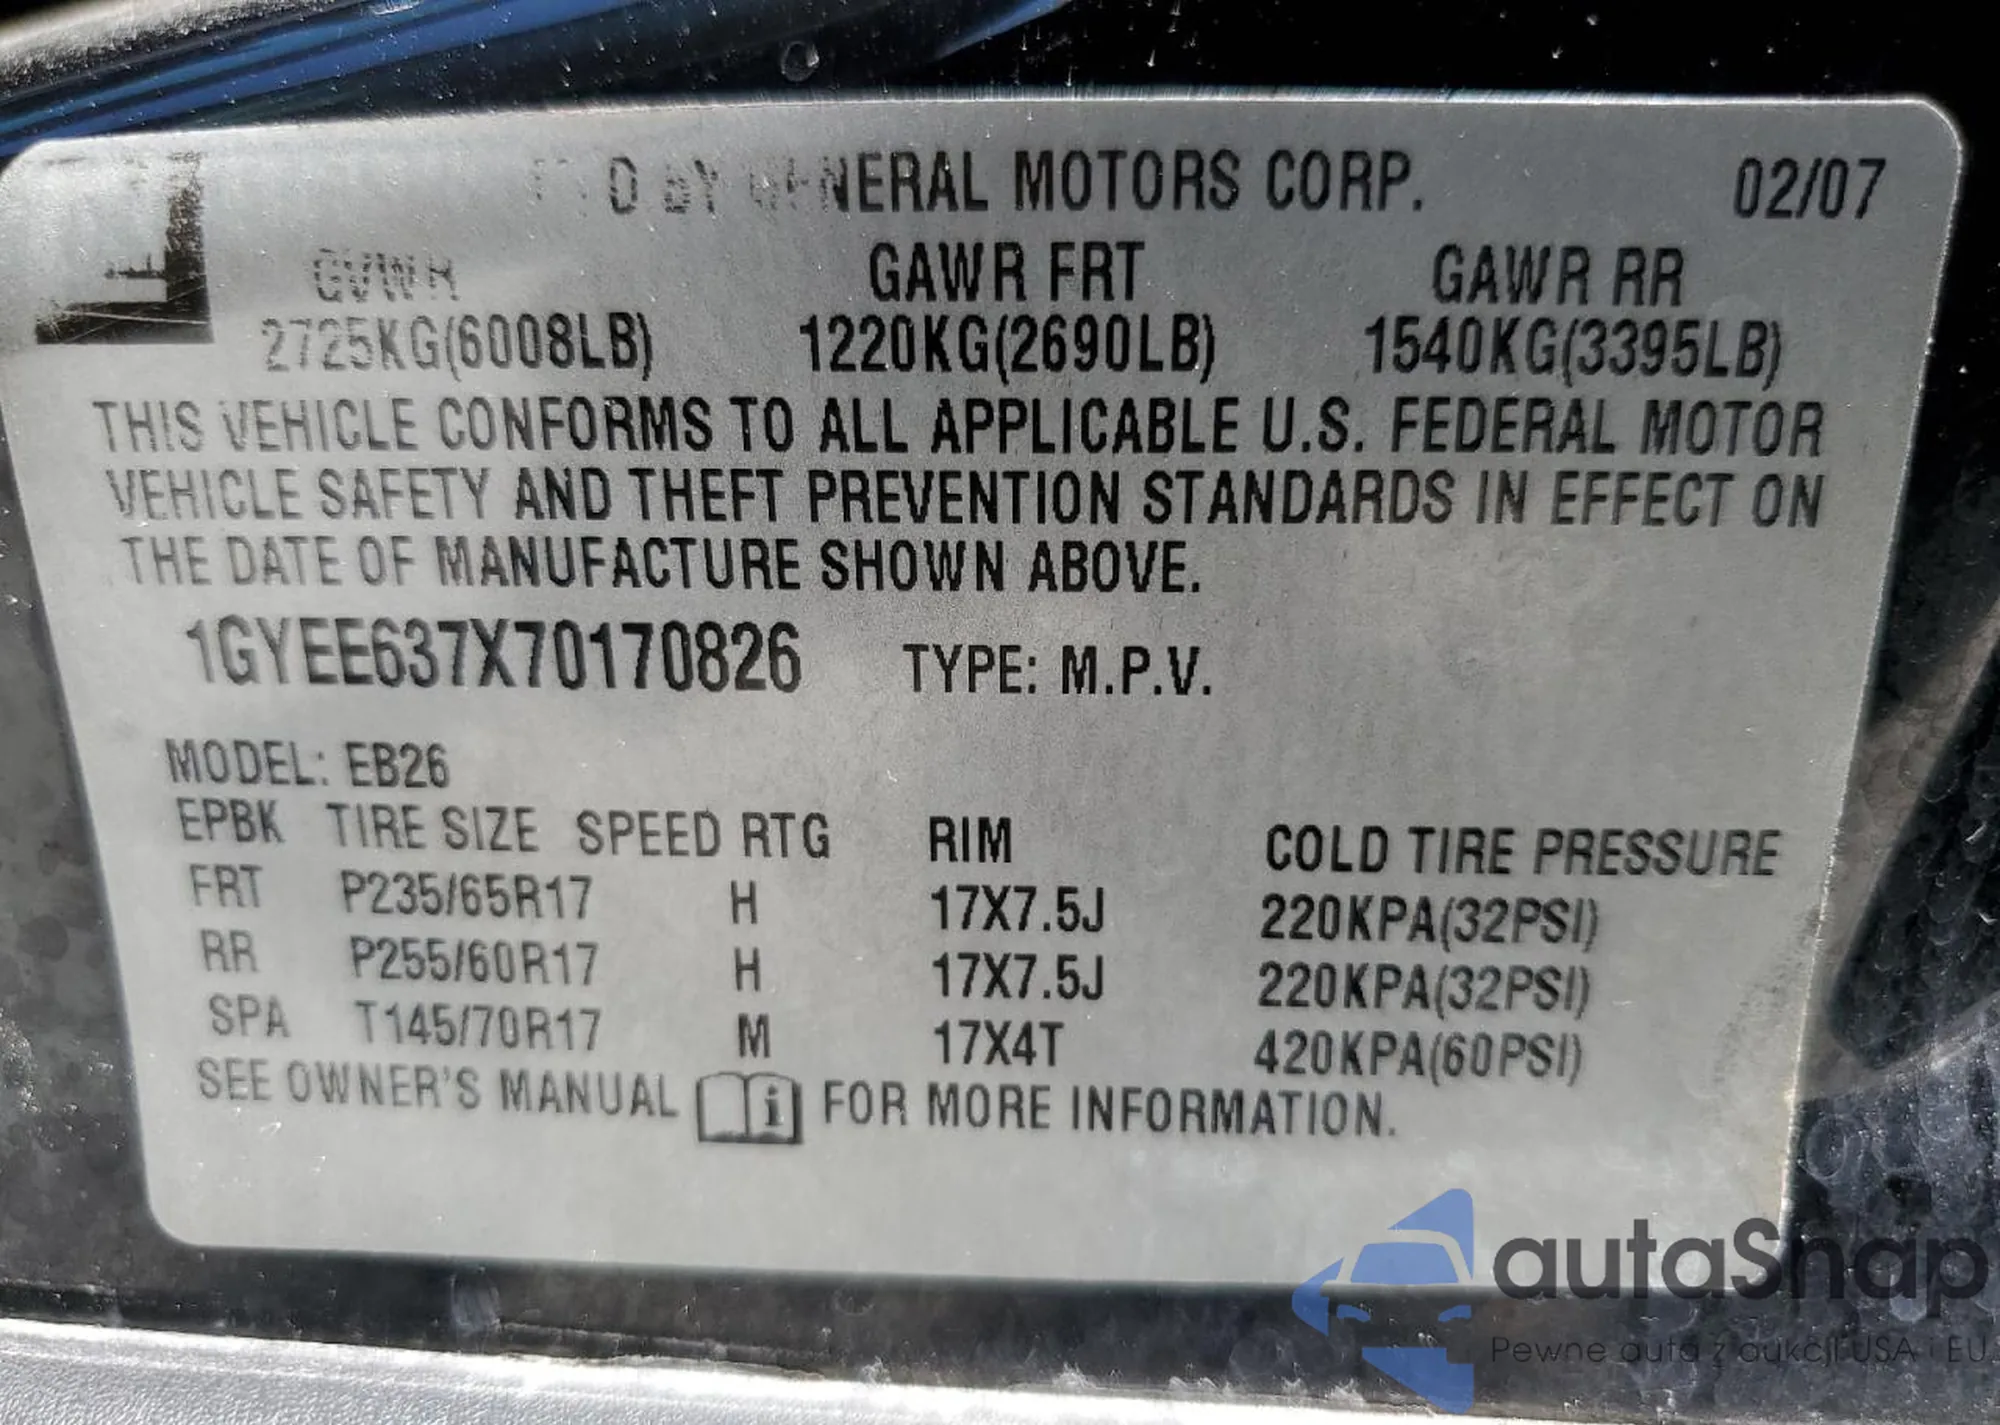 BY GENERAL MOTORS CORP. 02/07
GVWR GAWR FRT GAWR RR
2725KG(6008LB) 1220KG(2690LB) 1540KG(3395LB)
THIS VEHICLE CONFORMS TO ALL APPLICABLE U.S. FEDERAL MOTOR
VEHICLE SAFETY AND THEFT PREVENTION STANDARDS IN EFFECT ON
THE DATE OF MANUFACTURE SHOWN ABOVE.
1GYEE637X70170826 TYPE: M.P.V.
MODEL: EB26
EPBK TIRE SIZE SPEED RTG RIM COLD TIRE PRESSURE
FRT P235/65R17 H 17X7.5J 220KPA(32PSI)
RR P255/60R17 H 17X7.5J 220KPA(32PSI)
SPA T145/70R17 M 17X4T 420KPA(60PSI)
SEE OWNER'S MANUAL i FOR MORE INFORMATION.
autaSnap
Pewne auta z aukcji USA i EU